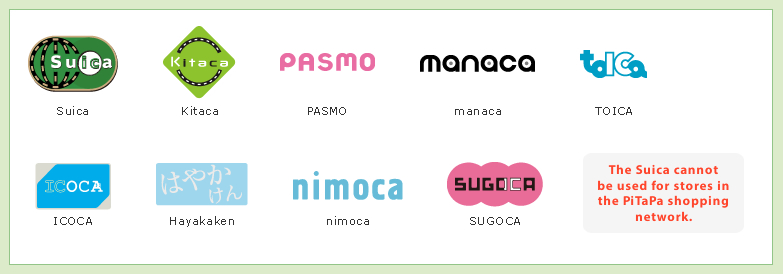 Suica
Kitaca
PASMO
manaca
TOICA
Suica
Kitaca
PASMO
manaca
TOICA
ICOCA
はやか
けん
nimoca
SUGOCA
The Suica cannot
be used for stores in
the PiTaPa shopping
network.
ICOCA
Hayakaken
nimoca
SUGOCA